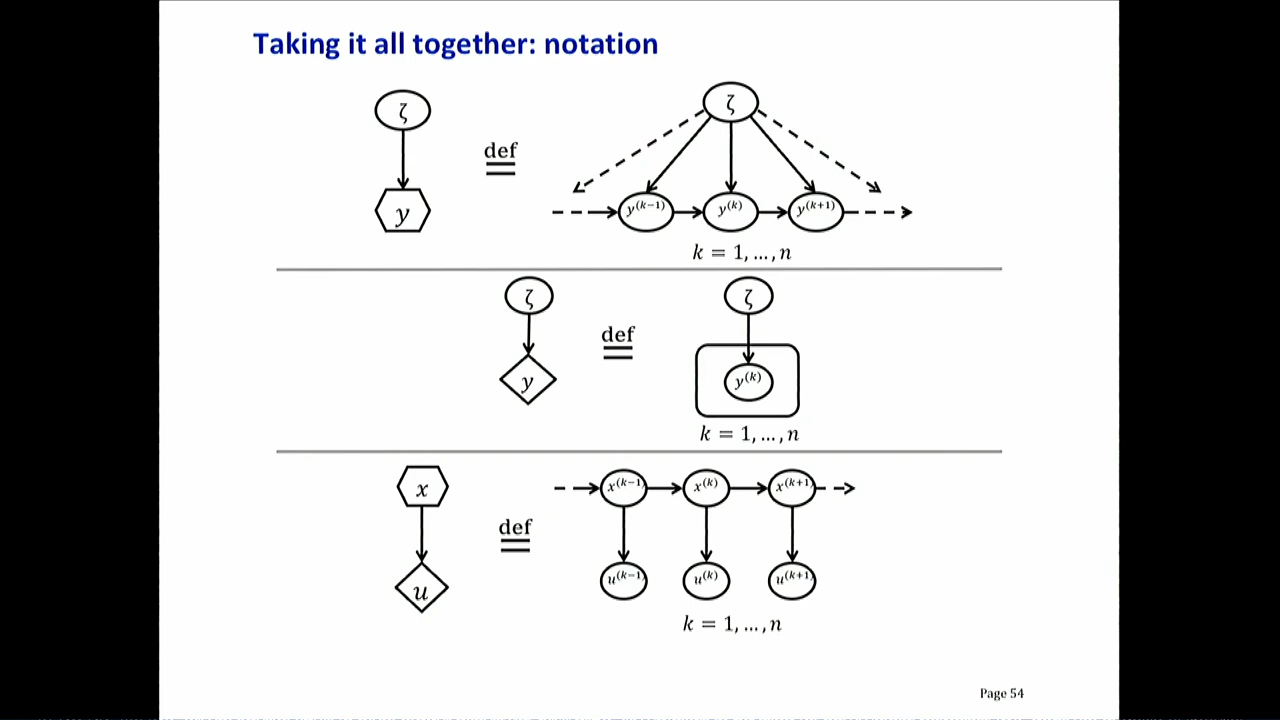 Taking it all together: notation
ζ
ζ
def
y
y^(k−1)
y^(k)
y^(k+1)
k = 1, …, n
ζ
ζ
def
y
y^(k)
k = 1, …, n
x
x^(k−1)
x^(k)
x^(k+1)
def
u
u^(k−1)
u^(k)
u^(k+1)
k = 1, …, n
Page 54